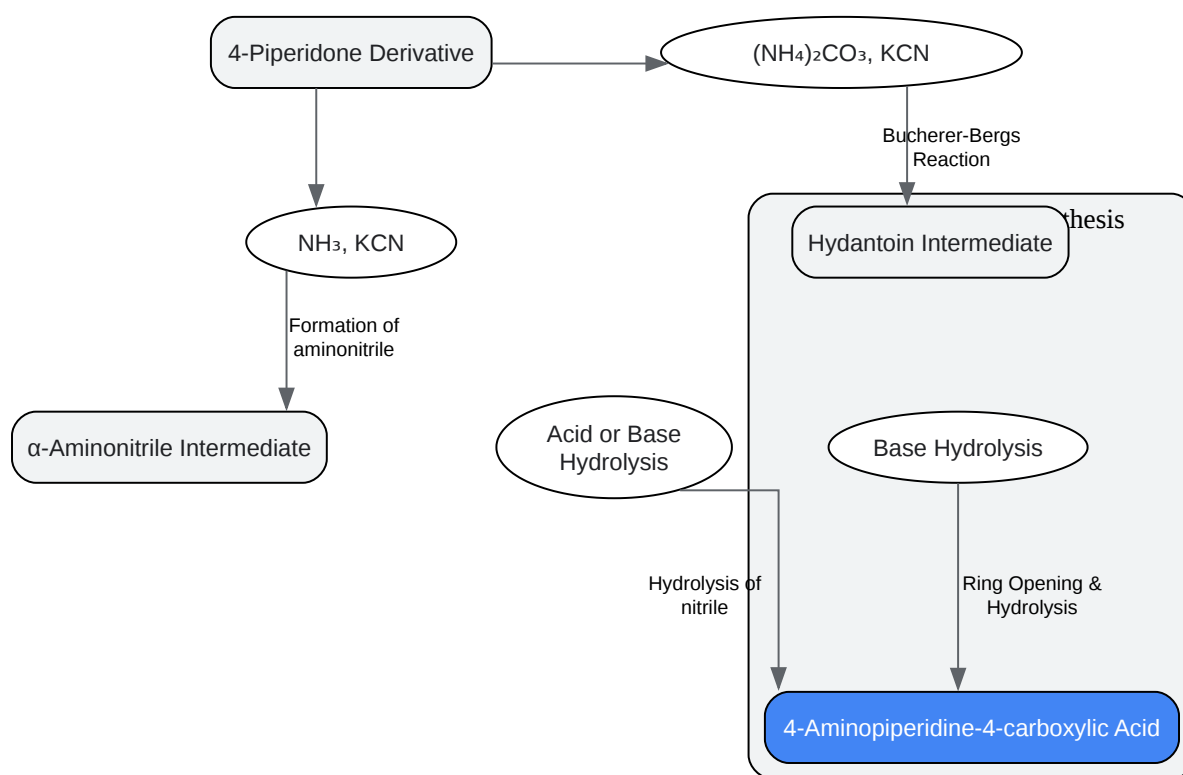 4-Piperidone Derivative
(NH₄)₂CO₃, KCN
Bucherer-Bergs
Reaction
thesis
NH₃, KCN
Hydantoin Intermediate
Formation of
aminonitrile
α-Aminonitrile Intermediate
Acid or Base
Hydrolysis
Base Hydrolysis
Hydrolysis of
nitrile
Ring Opening &
Hydrolysis
4-Aminopiperidine-4-carboxylic Acid